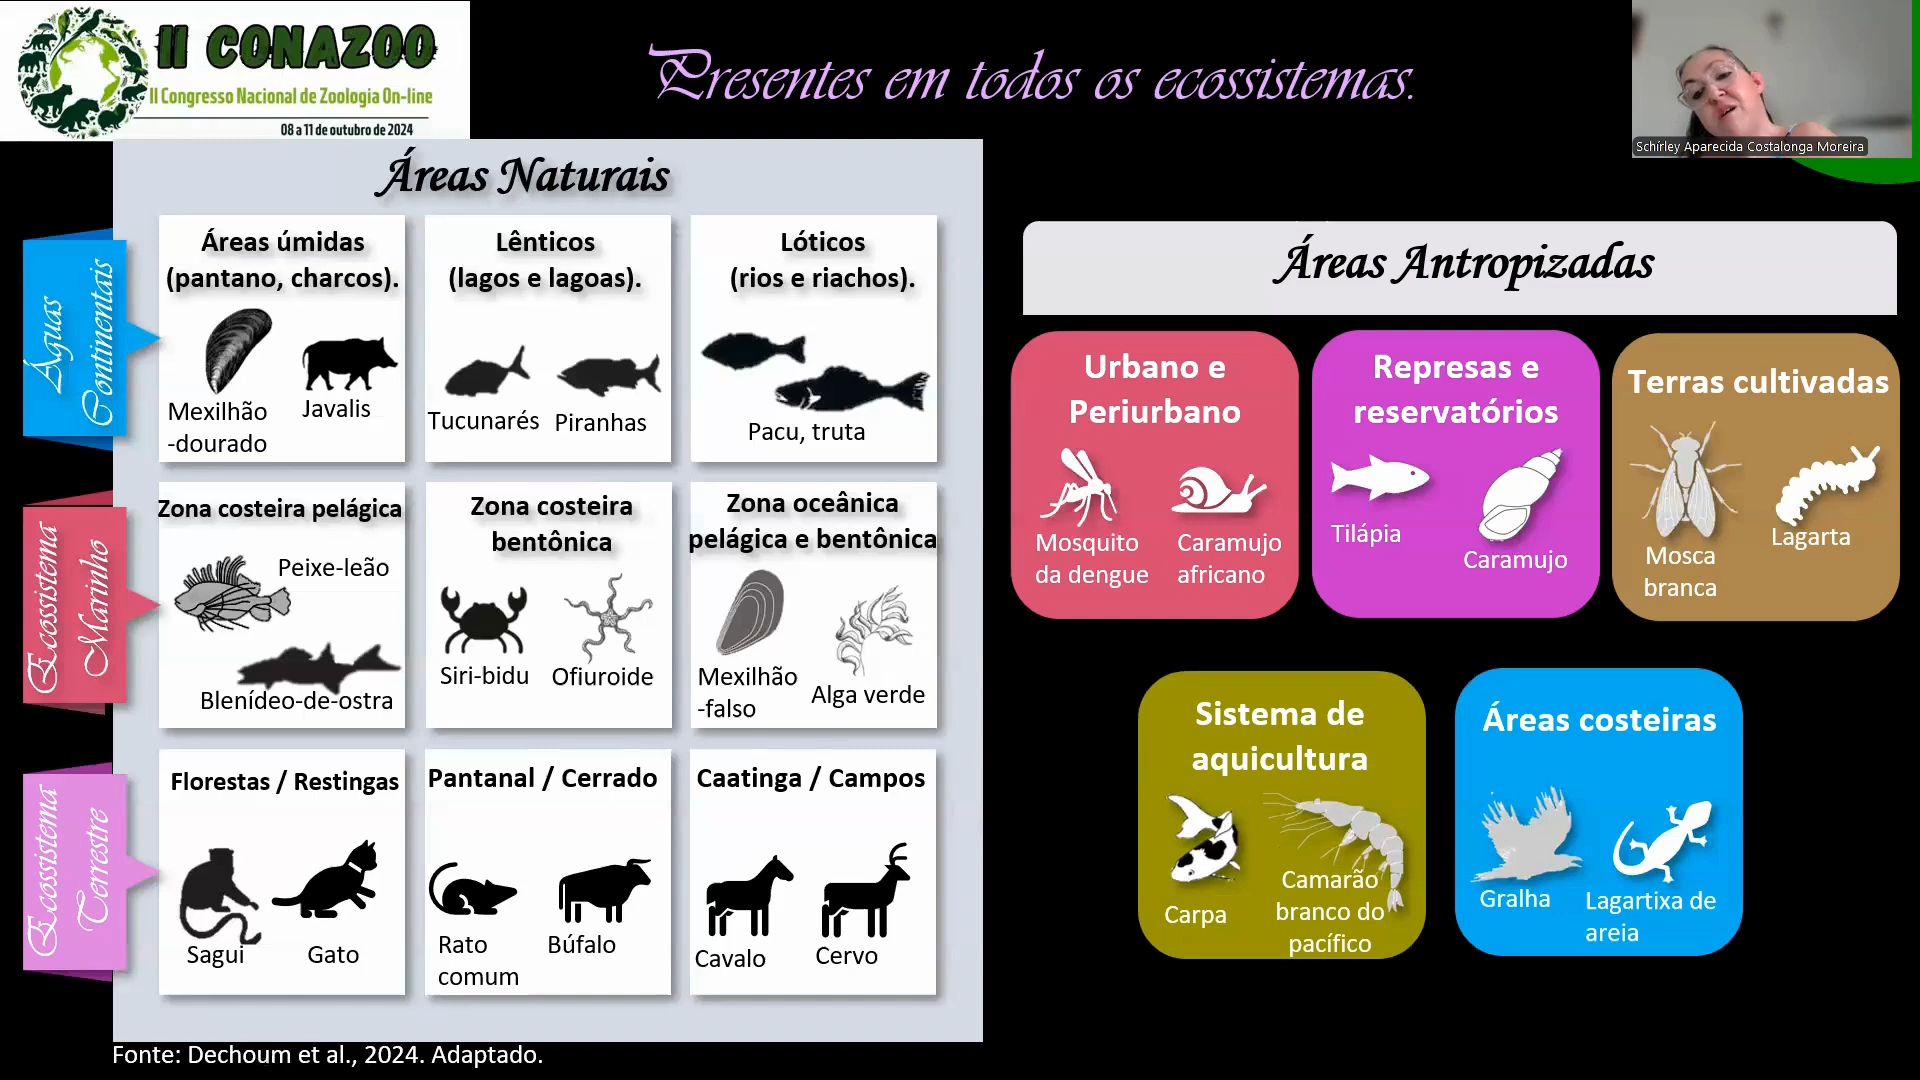 II CONAZOO
II Congresso Nacional de Zoologia On-line
08 a 11 de outubro de 2024
Presentes em todos os ecossistemas.
Schírley Aparecida Costalonga Moreira
Áreas Naturais
Águas
Continentais
Áreas úmidas
(pantano, charcos).
Mexilhão
-dourado
Javalis
Lênticos
(lagos e lagoas).
Tucunarés
Piranhas
Lóticos
(rios e riachos).
Pacu, truta
Ecossistema
Marinho
Zona costeira pelágica
Peixe-leão
Blenídeo-de-ostra
Zona costeira
bentônica
Siri-bidu
Ofiuroide
Zona oceânica
pelágica e bentônica
Mexilhão
-falso
Alga verde
Ecossistema
Terrestre
Florestas / Restingas
Sagui
Gato
Pantanal / Cerrado
Rato
comum
Búfalo
Caatinga / Campos
Cavalo
Cervo
Fonte: Dechoum et al., 2024. Adaptado.
Áreas Antropizadas
Urbano e
Periurbano
Mosquito
da dengue
Caramujo
africano
Represas e
reservatórios
Tilápia
Caramujo
Terras cultivadas
Mosca
branca
Lagarta
Sistema de
aquicultura
Carpa
Camarão
branco do
pacífico
Áreas costeiras
Gralha
Lagartixa de
areia